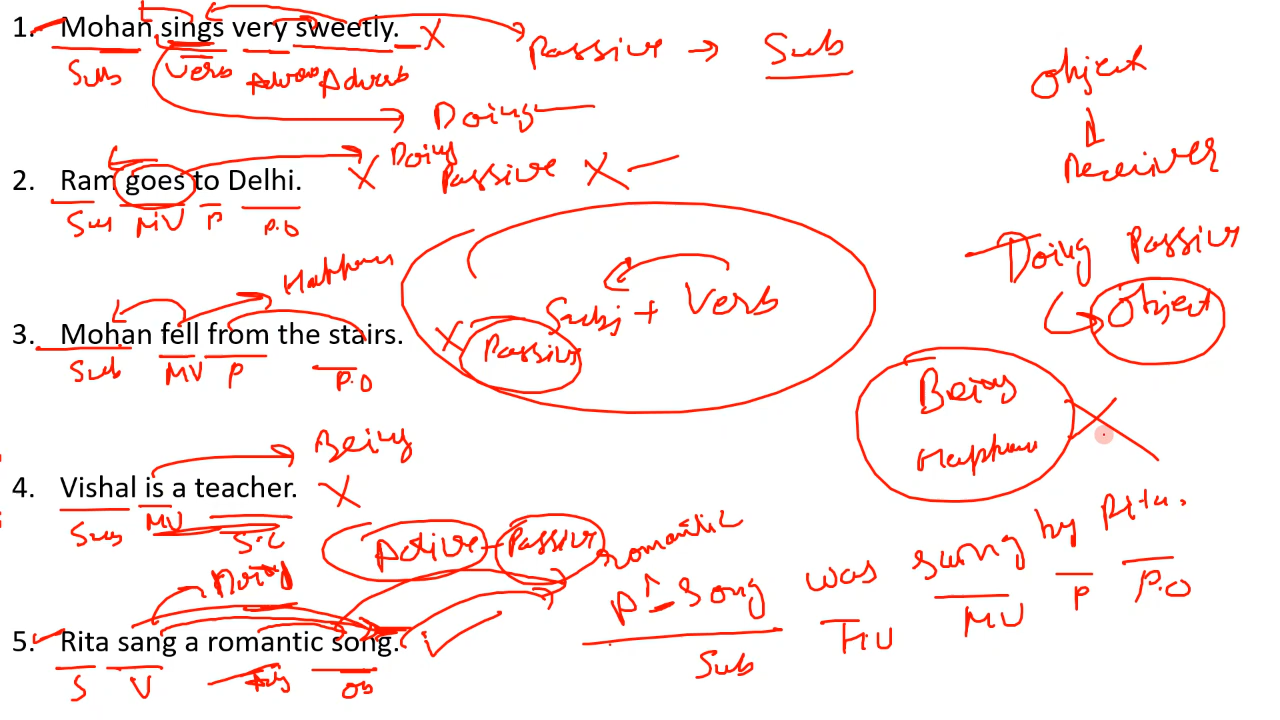 1. Mohan sings very sweetly. X
Passive → Sub
Sub Verb Adverb Adverb
Object
Doing
Receiver
Doing
2. Ram goes to Delhi. X Passive X
Sub MV P P.O
Doing Passive
Object
Happen
Subj + Verb
3. Mohan fell from the stairs. X Passive
Sub MV P P.O
Being
Happen
X
Being
4. Vishal is a teacher. X
Sub MV S.C
Active - Passive
romantic
Doing
A song was sung by Rita.
Sub HV MV P P.O
5. Rita sang a romantic song.
S V Adj Ob